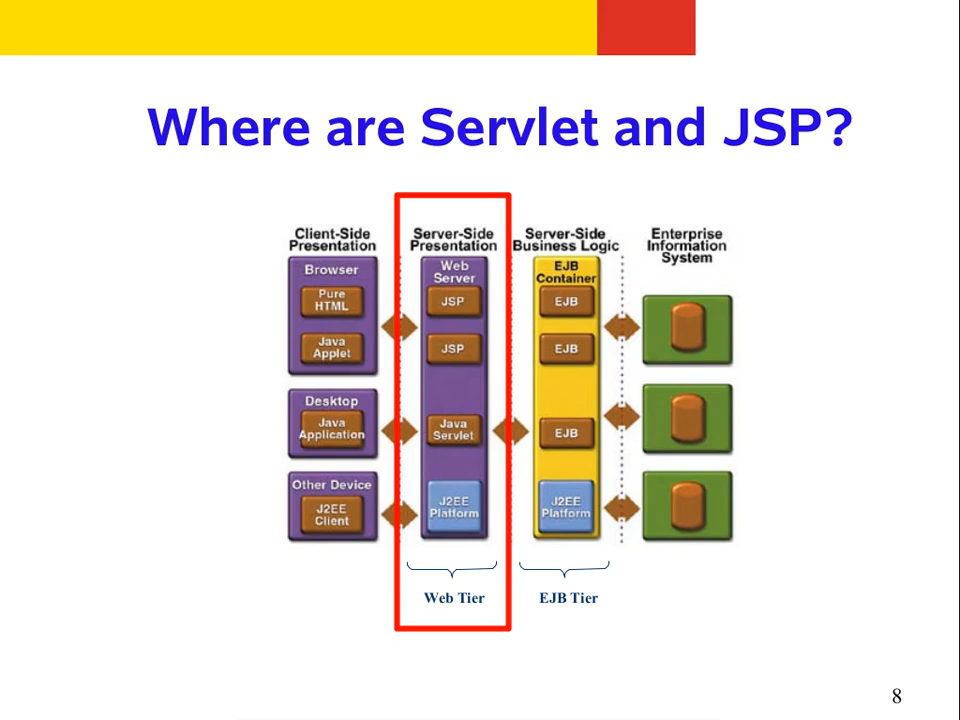 Where are Servlet and JSP?
Client-Side
Presentation
Server-Side
Presentation
Server-Side
Business Logic
Enterprise
Information
System
Browser
Pure
HTML
Java
Applet
Desktop
Java
Application
Other Device
J2EE
Client
Web
Server
JSP
JSP
Java
Servlet
J2EE
Platform
EJB
Container
EJB
EJB
EJB
J2EE
Platform
Web Tier
EJB Tier
8